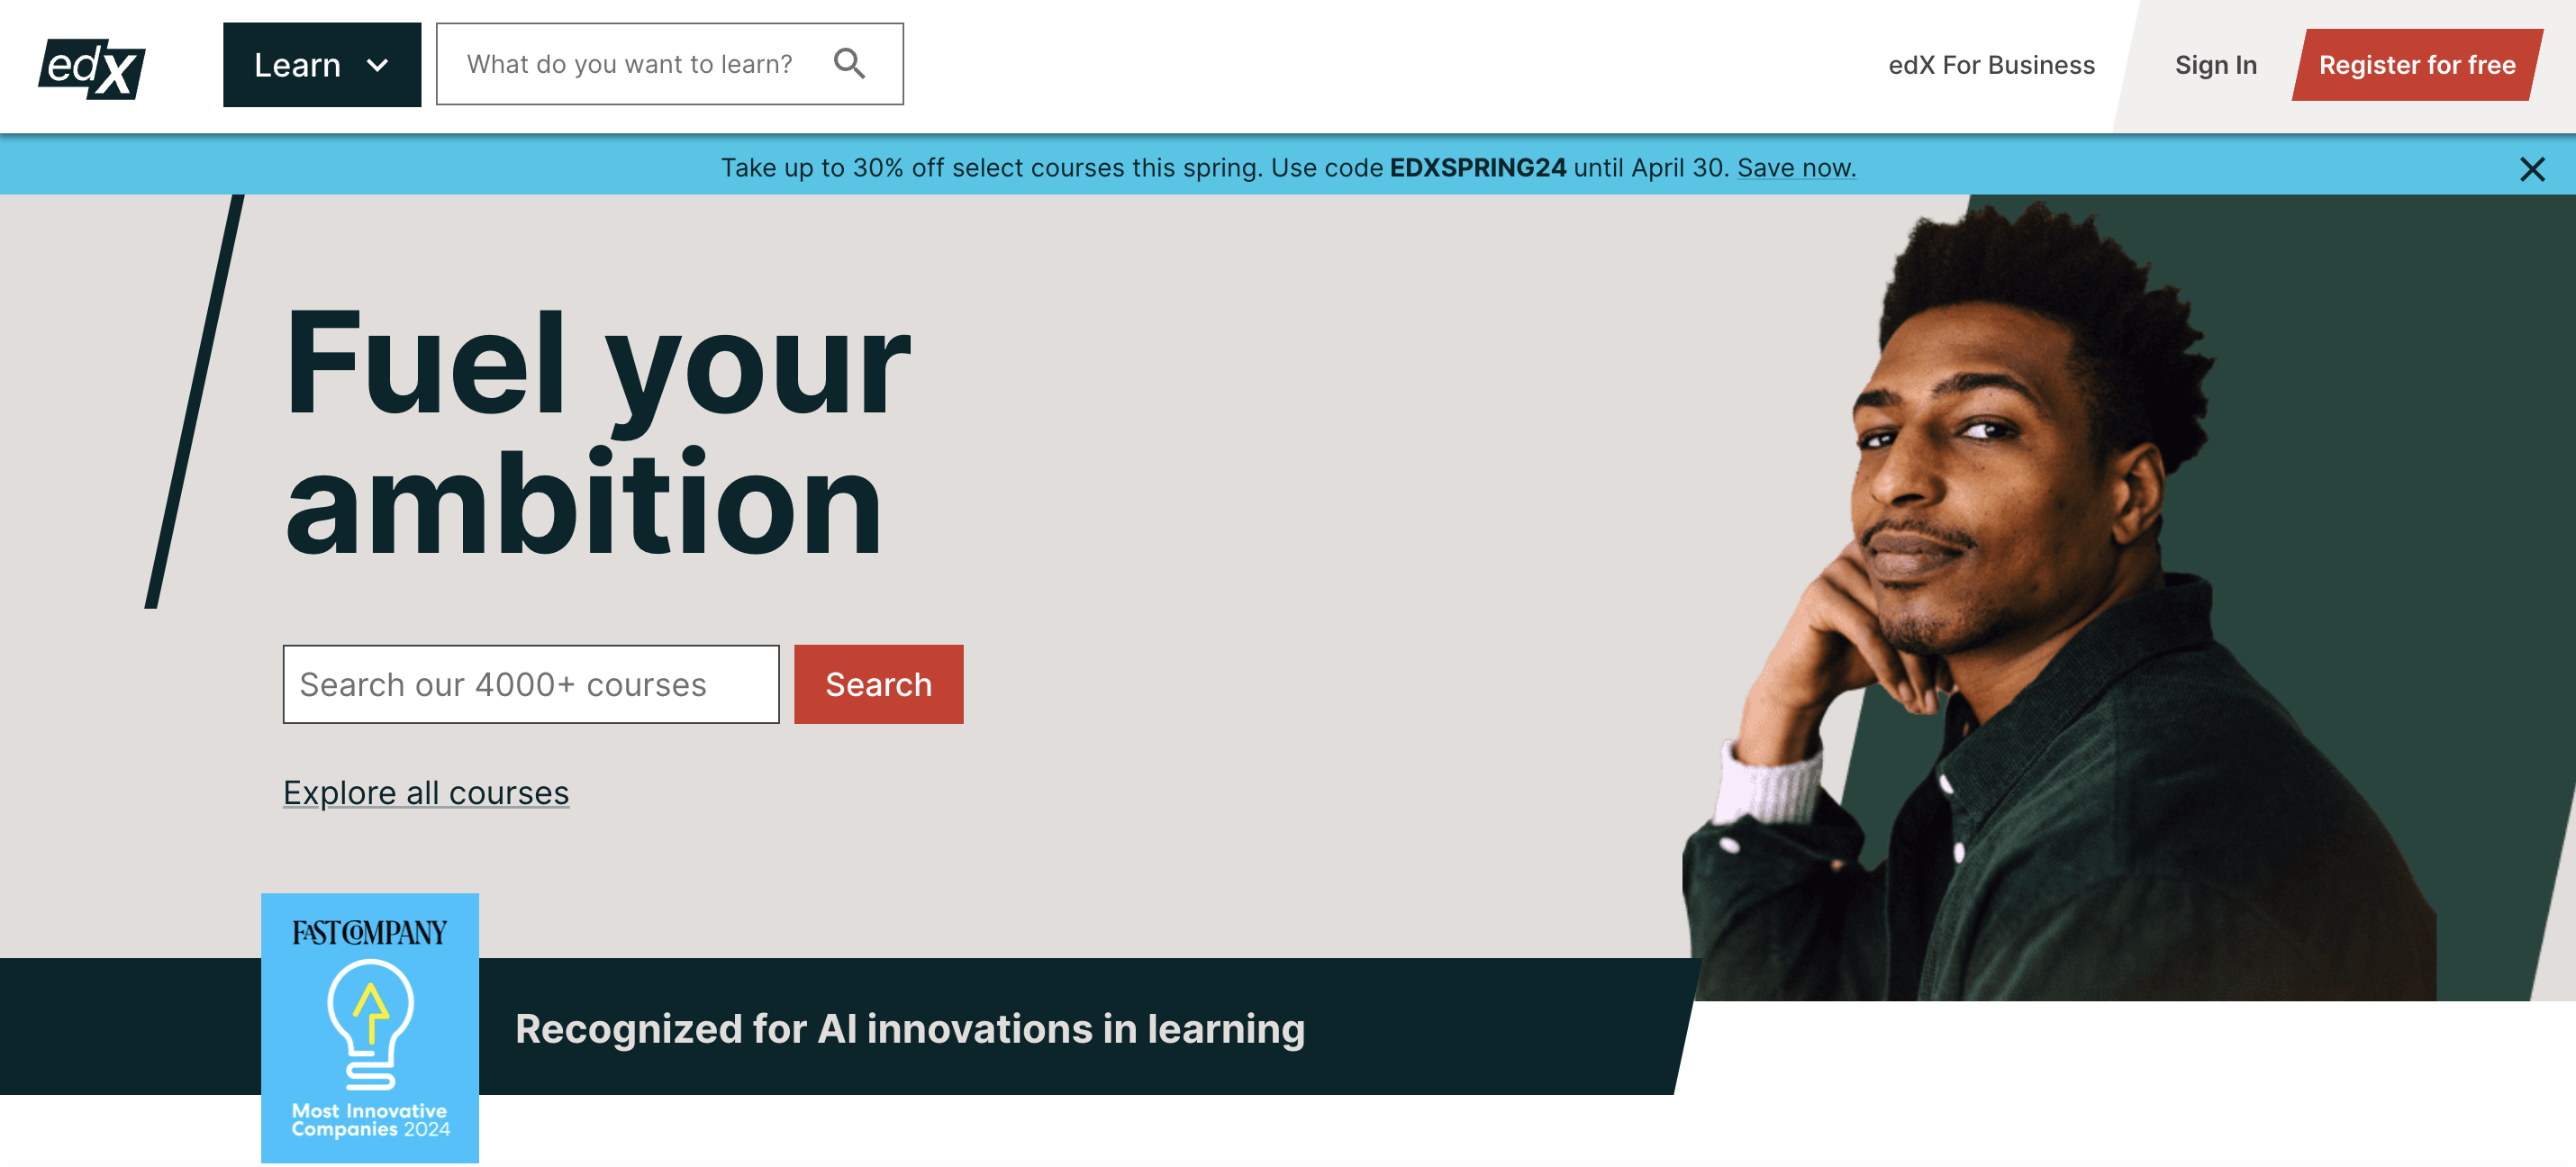 edX
Learn
What do you want to learn?
edX For Business
Sign In
Register for free
Take up to 30% off select courses this spring. Use code EDXSPRING24 until April 30. Save now.
Fuel your
ambition
Search our 4000+ courses
Search
Explore all courses
FAST COMPANY
Most Innovative
Companies 2024
Recognized for AI innovations in learning